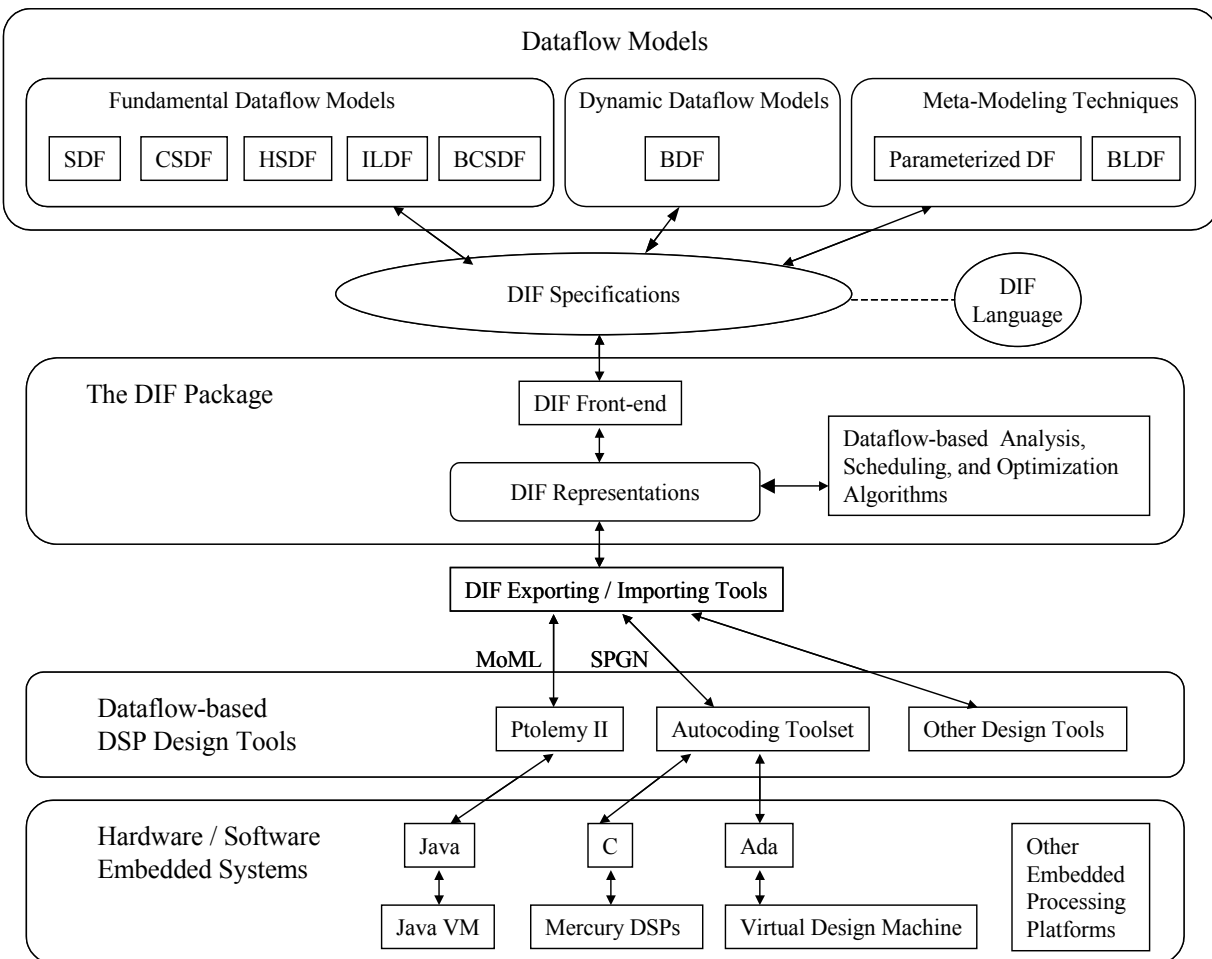 Dataflow Models
Fundamental Dataflow Models
SDF
CSDF
HSDF
ILDF
BCSDF
Dynamic Dataflow Models
BDF
Meta-Modeling Techniques
Parameterized DF
BLDF
DIF Specifications
DIF
Language
The DIF Package
DIF Front-end
DIF Representations
Dataflow-based Analysis,
Scheduling, and Optimization
Algorithms
DIF Exporting / Importing Tools
MoML
SPGN
Dataflow-based
DSP Design Tools
Ptolemy II
Autocoding Toolset
Other Design Tools
Hardware / Software
Embedded Systems
Java
C
Ada
Java VM
Mercury DSPs
Virtual Design Machine
Other
Embedded
Processing
Platforms